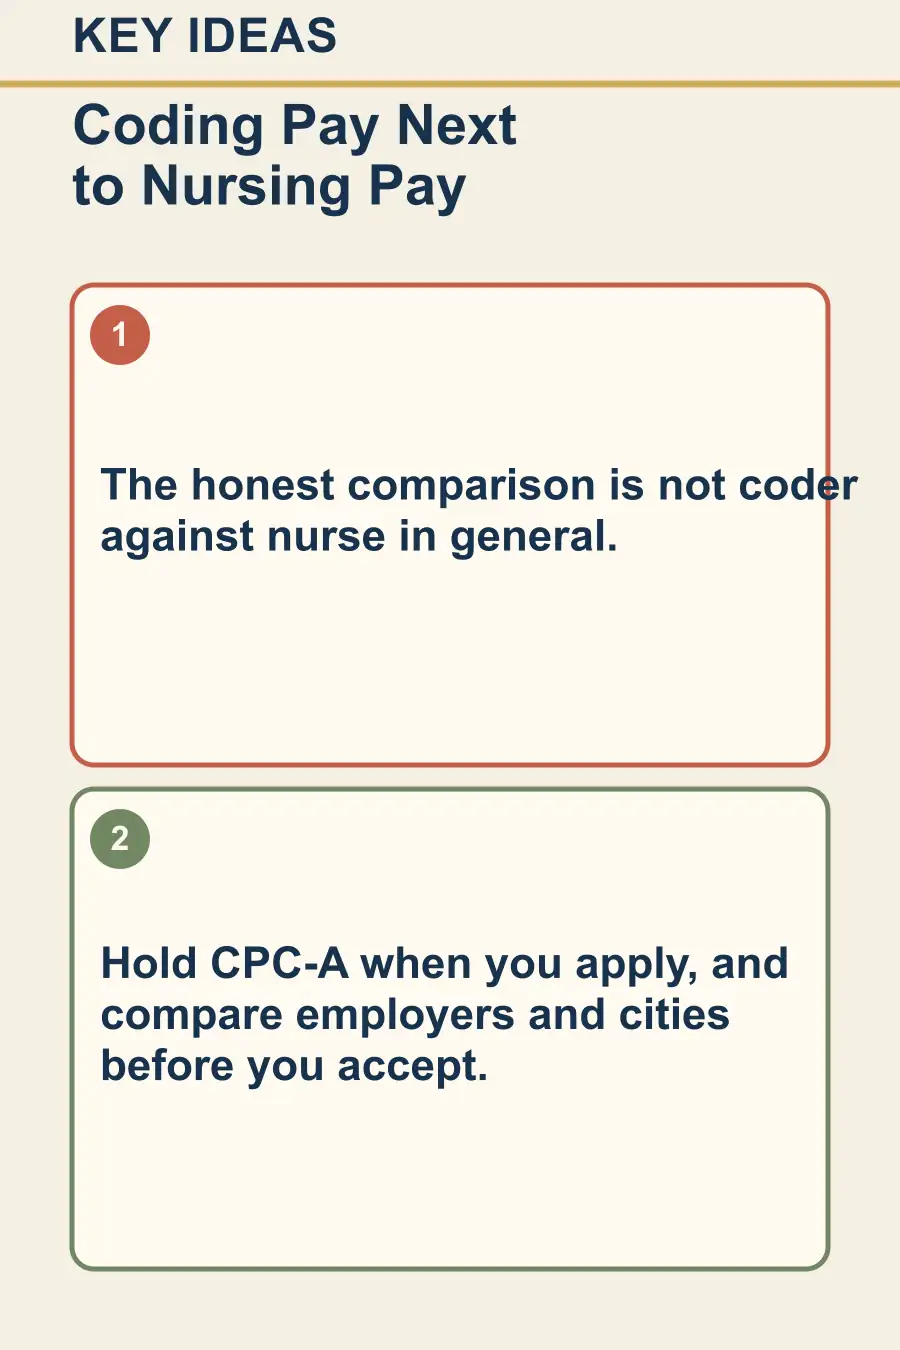 KEY IDEAS
Coding Pay Next
to Nursing Pay
1
The honest comparison is not coder
against nurse in general.
2
Hold CPC-A when you apply, and
compare employers and cities
before you accept.